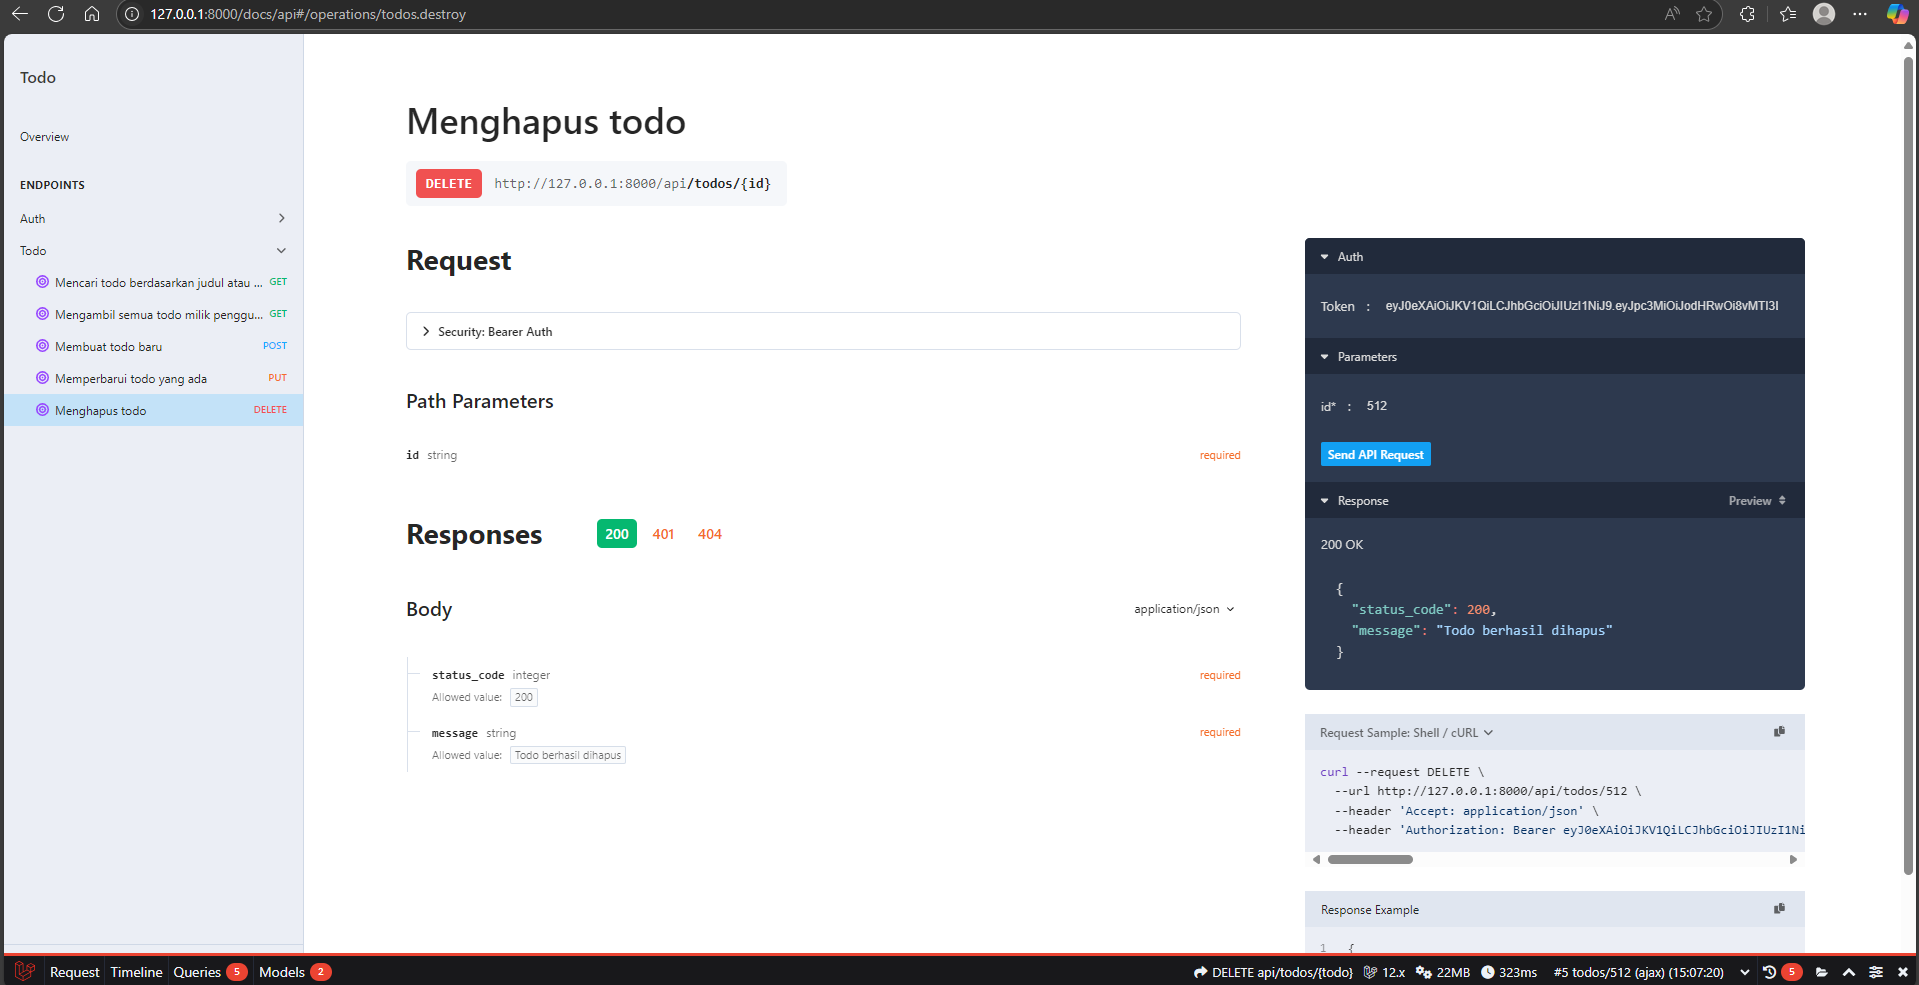 127.0.0.1:8000/docs/api#/operations/todos.destroy
Todo
Overview
ENDPOINTS
Auth
Todo
Mencari todo berdasarkan judul atau ... GET
Mengambil semua todo milik penggu... GET
Membuat todo baru POST
Memperbarui todo yang ada PUT
Menghapus todo DELETE
Menghapus todo
DELETE http://127.0.0.1:8000/api/todos/{id}
Request
Security: Bearer Auth
Path Parameters
id string required
Responses 200 401 404
Body application/json
status_code integer required
Allowed value: 200
message string required
Allowed value: Todo berhasil dihapus
Auth
Token : eyJ0eXAiOiJKV1QiLCJhbGciOiJIUzI1NiJ9.eyJpc3MiOiJodHRwOi8vMTI3I
Parameters
id* : 512
Send API Request
Response Preview
200 OK
{
"status_code": 200,
"message": "Todo berhasil dihapus"
}
Request Sample: Shell / cURL
curl --request DELETE \
--url http://127.0.0.1:8000/api/todos/512 \
--header 'Accept: application/json' \
--header 'Authorization: Bearer eyJ0eXAiOiJKV1QiLCJhbGciOiJIUzI1Ni
Response Example
1 {
Request Timeline Queries 5 Models 2 DELETE api/todos/{todo} 12.x 22MB 323ms #5 todos/512 (ajax) (15:07:20) 5